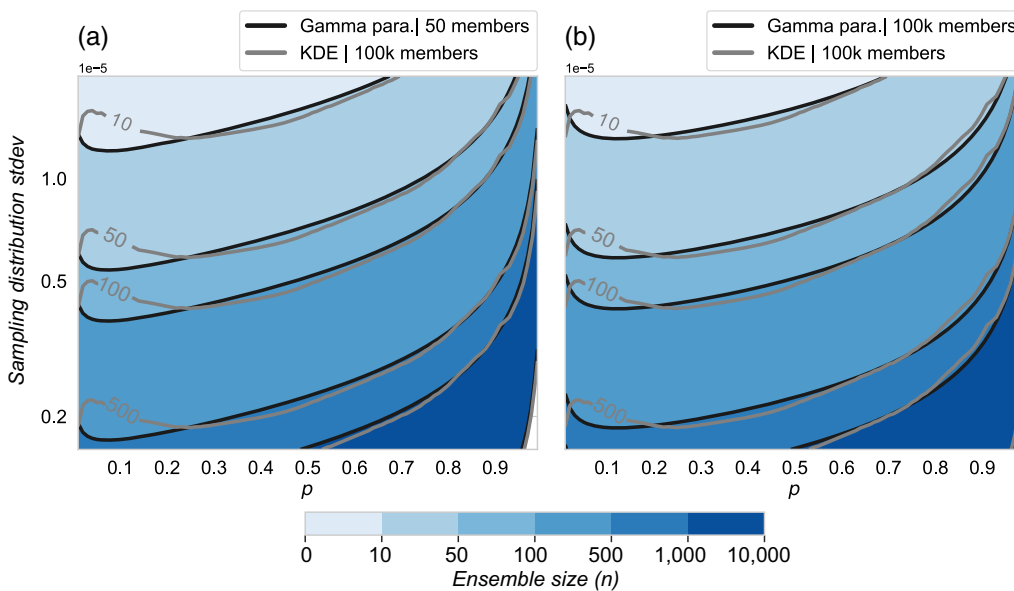 (a)
Gamma para.| 50 members
KDE | 100k members
(b)
Gamma para.| 100k members
KDE | 100k members
1e−5
1e−5
Sampling distribution stdev
1.0
0.5
0.2
10
50
100
500
10
50
100
500
0.1 0.2 0.3 0.4 0.5 0.6 0.7 0.8 0.9
p
0.1 0.2 0.3 0.4 0.5 0.6 0.7 0.8 0.9
p
0 10 50 100 500 1,000 10,000
Ensemble size (n)